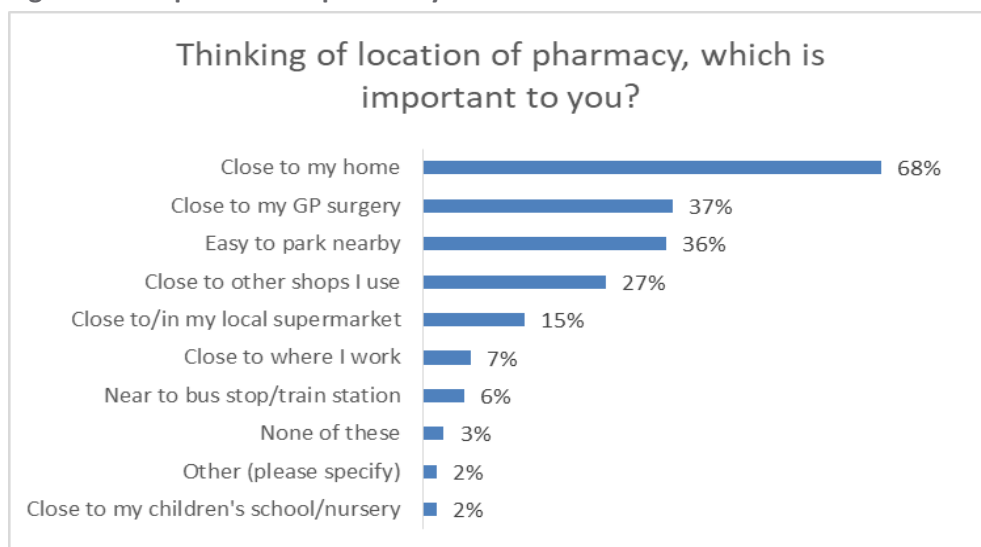 Thinking of location of pharmacy, which is
important to you?
Close to my home 68%
Close to my GP surgery 37%
Easy to park nearby 36%
Close to other shops I use 27%
Close to/in my local supermarket 15%
Close to where I work 7%
Near to bus stop/train station 6%
None of these 3%
Other (please specify) 2%
Close to my children's school/nursery 2%